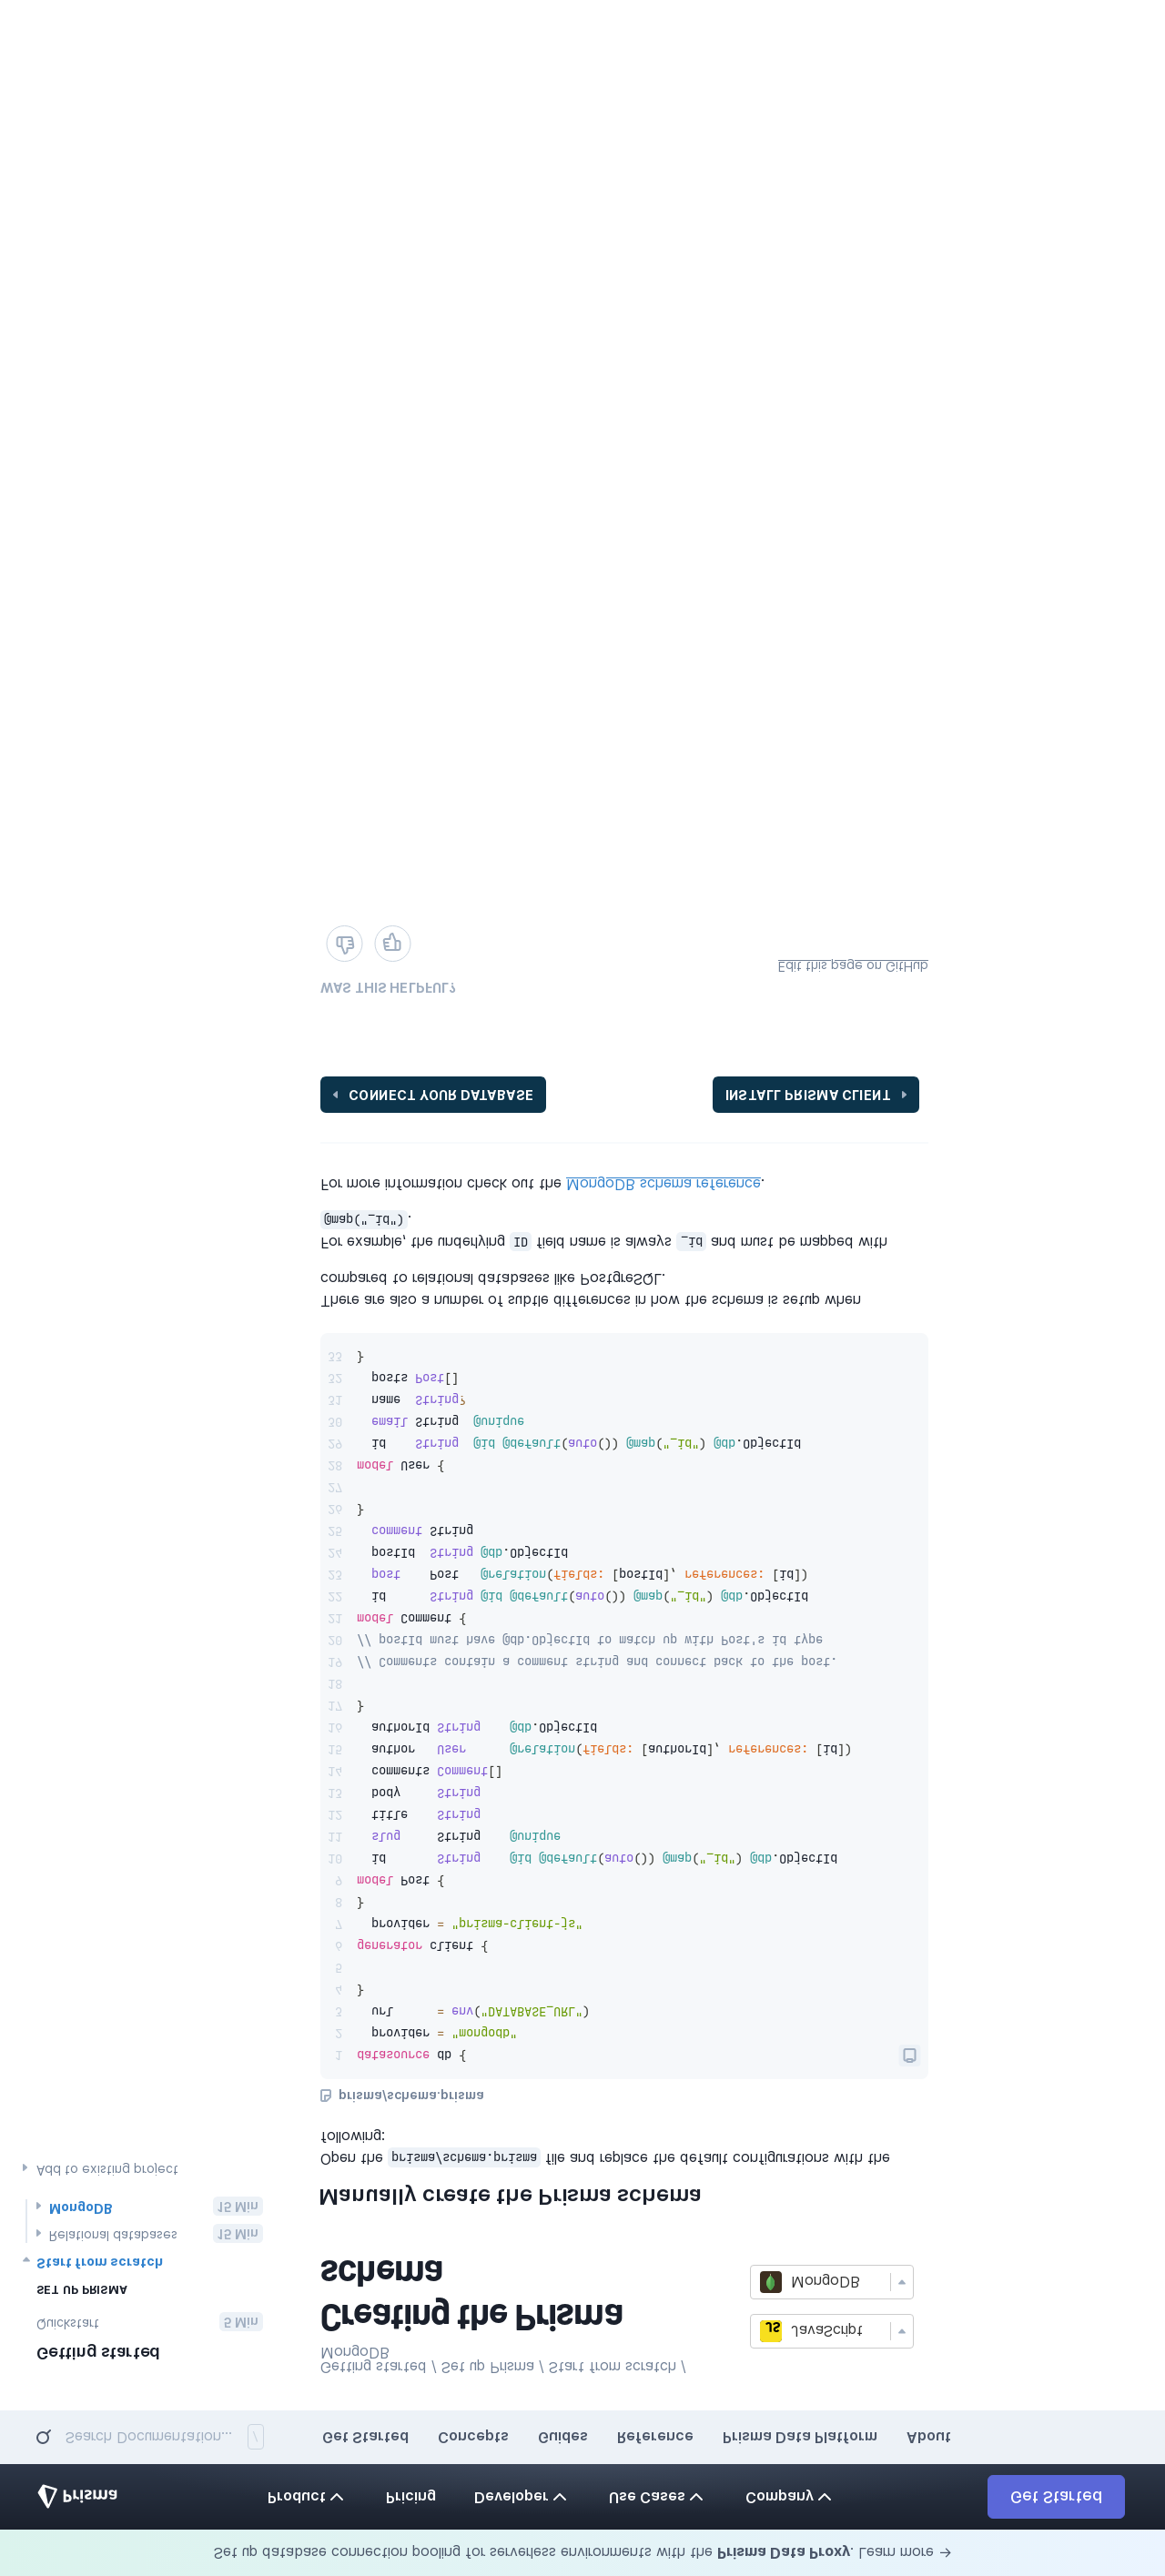 Set up database connection pooling for serverless environments with the Prisma Data Proxy. Learn more →
Prisma
Product
Pricing
Developer
Use Cases
Company
Get Started
Search Documentation... /
Get Started
Concepts
Guides
Reference
Prisma Data Platform
About
Getting started
Quickstart 5 Min
SET UP PRISMA
Start from scratch
Relational databases 15 Min
MongoDB 15 Min
Add to existing project
Getting started / Set up Prisma / Start from scratch /
MongoDB
Creating the Prisma
schema
JS JavaScript
MongoDB
Manually create the Prisma schema
Open the prisma/schema.prisma file and replace the default configurations with the
following:
prisma/schema.prisma
1 datasource db {
2   provider = "mongodb"
3   url      = env("DATABASE_URL")
4 }
5
6 generator client {
7   provider = "prisma-client-js"
8 }
9 model Post {
10   id       String    @id @default(auto()) @map("_id") @db.ObjectId
11   slug     String    @unique
12   title    String
13   body     String
14   comments Comment[]
15   author   User      @relation(fields: [authorId], references: [id])
16   authorId String    @db.ObjectId
17 }
18
19 // Comments contain a comment string and connect back to the post.
20 // postId must have @db.ObjectId to match up with Post's id type
21 model Comment {
22   id      String @id @default(auto()) @map("_id") @db.ObjectId
23   post    Post   @relation(fields: [postId], references: [id])
24   postId  String @db.ObjectId
25   comment String
26 }
27
28 model User {
29   id    String  @id @default(auto()) @map("_id") @db.ObjectId
30   email String  @unique
31   name  String?
32   posts Post[]
33 }
There are also a number of subtle differences in how the schema is setup when
compared to relational databases like PostgreSQL.
For example, the underlying ID field name is always _id and must be mapped with
@map("_id").
For more information check out the MongoDB schema reference.
CONNECT YOUR DATABASE
INSTALL PRISMA CLIENT
WAS THIS HELPFUL?
Edit this page on GitHub